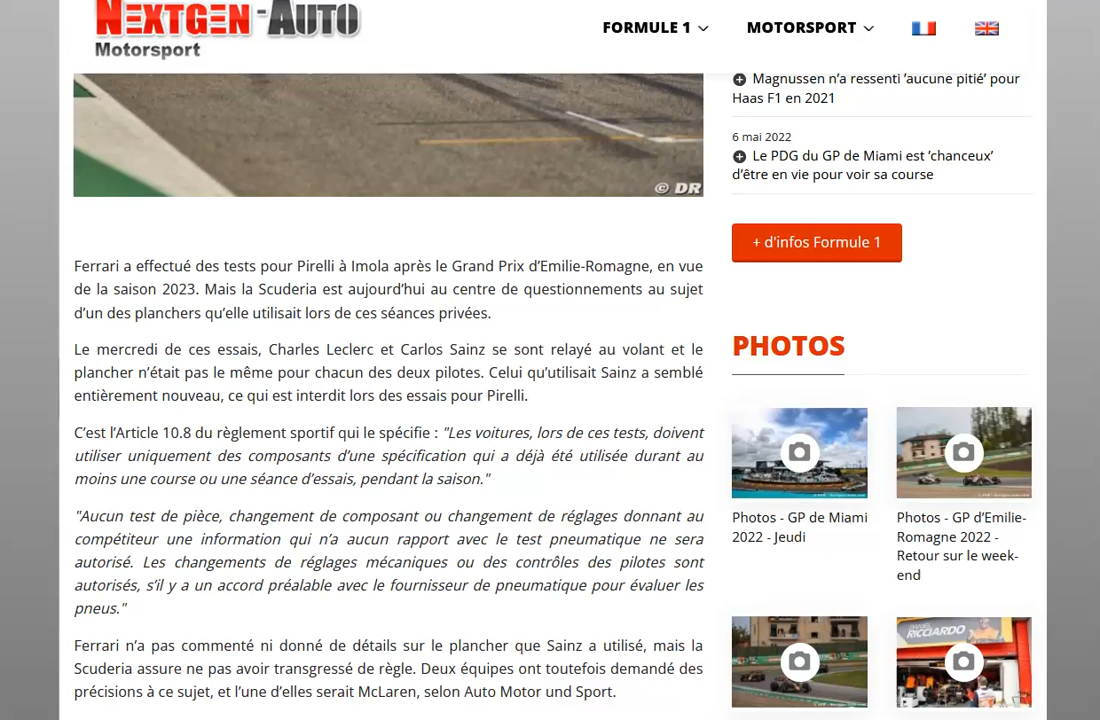 NEXTGEN-AUTO
Motorsport
FORMULE 1
MOTORSPORT
© DR
Ferrari a effectué des tests pour Pirelli à Imola après le Grand Prix d’Emilie-Romagne, en vue
de la saison 2023. Mais la Scuderia est aujourd’hui au centre de questionnements au sujet
d’un des planchers qu’elle utilisait lors de ces séances privées.
Le mercredi de ces essais, Charles Leclerc et Carlos Sainz se sont relayé au volant et le
plancher n’était pas le même pour chacun des deux pilotes. Celui qu’utilisait Sainz a semblé
entièrement nouveau, ce qui est interdit lors des essais pour Pirelli.
C’est l’Article 10.8 du règlement sportif qui le spécifie : "Les voitures, lors de ces tests, doivent
utiliser uniquement des composants d’une spécification qui a déjà été utilisée durant au
moins une course ou une séance d’essais, pendant la saison."
"Aucun test de pièce, changement de composant ou changement de réglages donnant au
compétiteur une information qui n’a aucun rapport avec le test pneumatique ne sera
autorisé. Les changements de réglages mécaniques ou des contrôles des pilotes sont
autorisés, s’il y a un accord préalable avec le fournisseur de pneumatique pour évaluer les
pneus."
Ferrari n’a pas commenté ni donné de détails sur le plancher que Sainz a utilisé, mais la
Scuderia assure ne pas avoir transgressé de règle. Deux équipes ont toutefois demandé des
précisions à ce sujet, et l’une d’elles serait McLaren, selon Auto Motor und Sport.
Magnussen n’a ressenti ’aucune pitié’ pour
Haas F1 en 2021
6 mai 2022
Le PDG du GP de Miami est ’chanceux’
d’être en vie pour voir sa course
+ d'infos Formule 1
PHOTOS
Photos - GP de Miami
2022 - Jeudi
Photos - GP d’Emilie-
Romagne 2022 -
Retour sur le week-
end
DANIEL
RICCIARDO